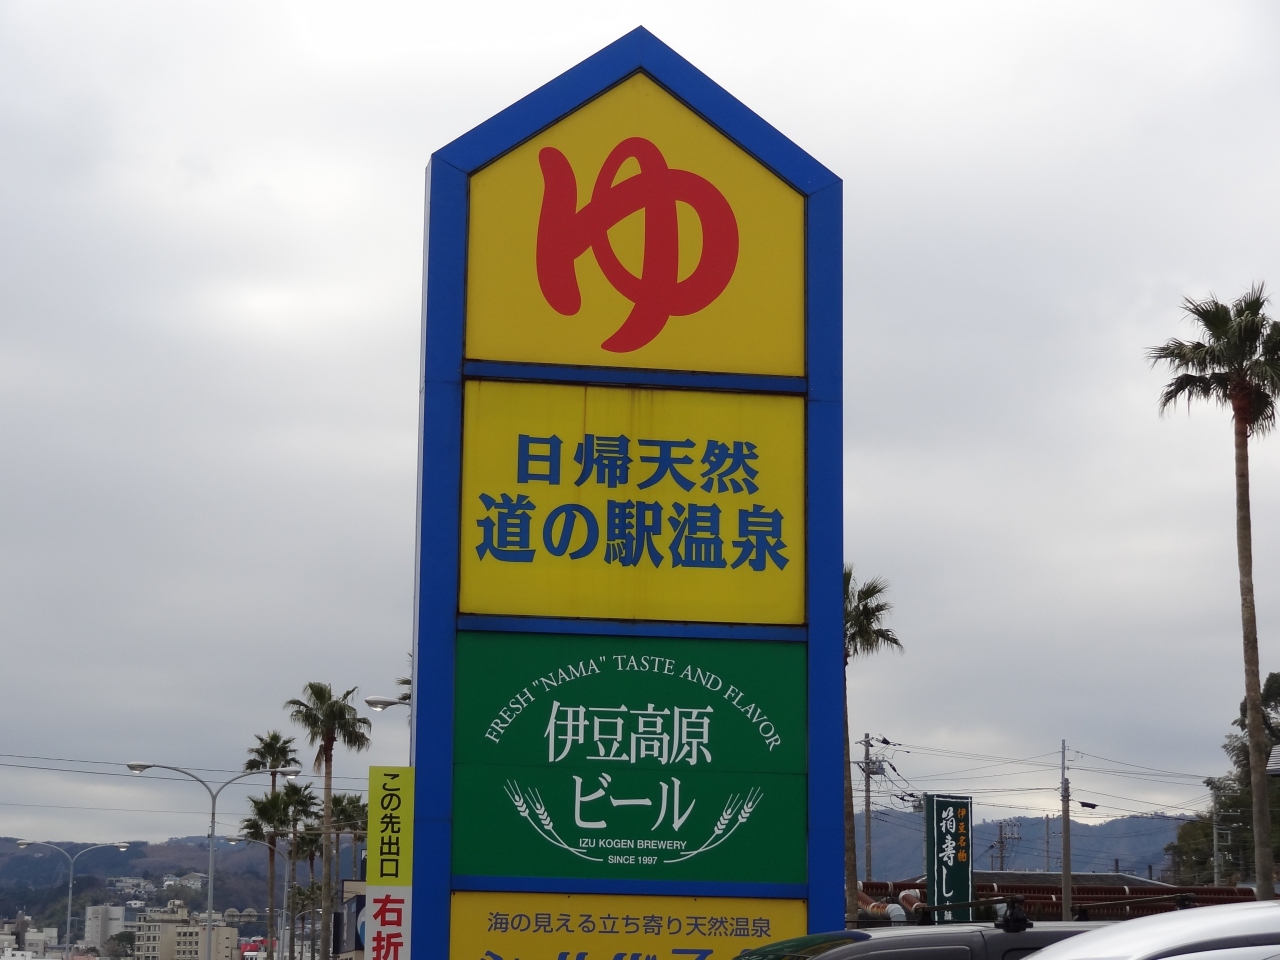 ゆ
日帰天然
道の駅温泉
FRESH "NAMA" TASTE AND FLAVOR
伊豆高原
ビール
IZU KOGEN BREWERY
SINCE 1997
海の見える立ち寄り天然温泉
この先出口
右折
伊豆名物